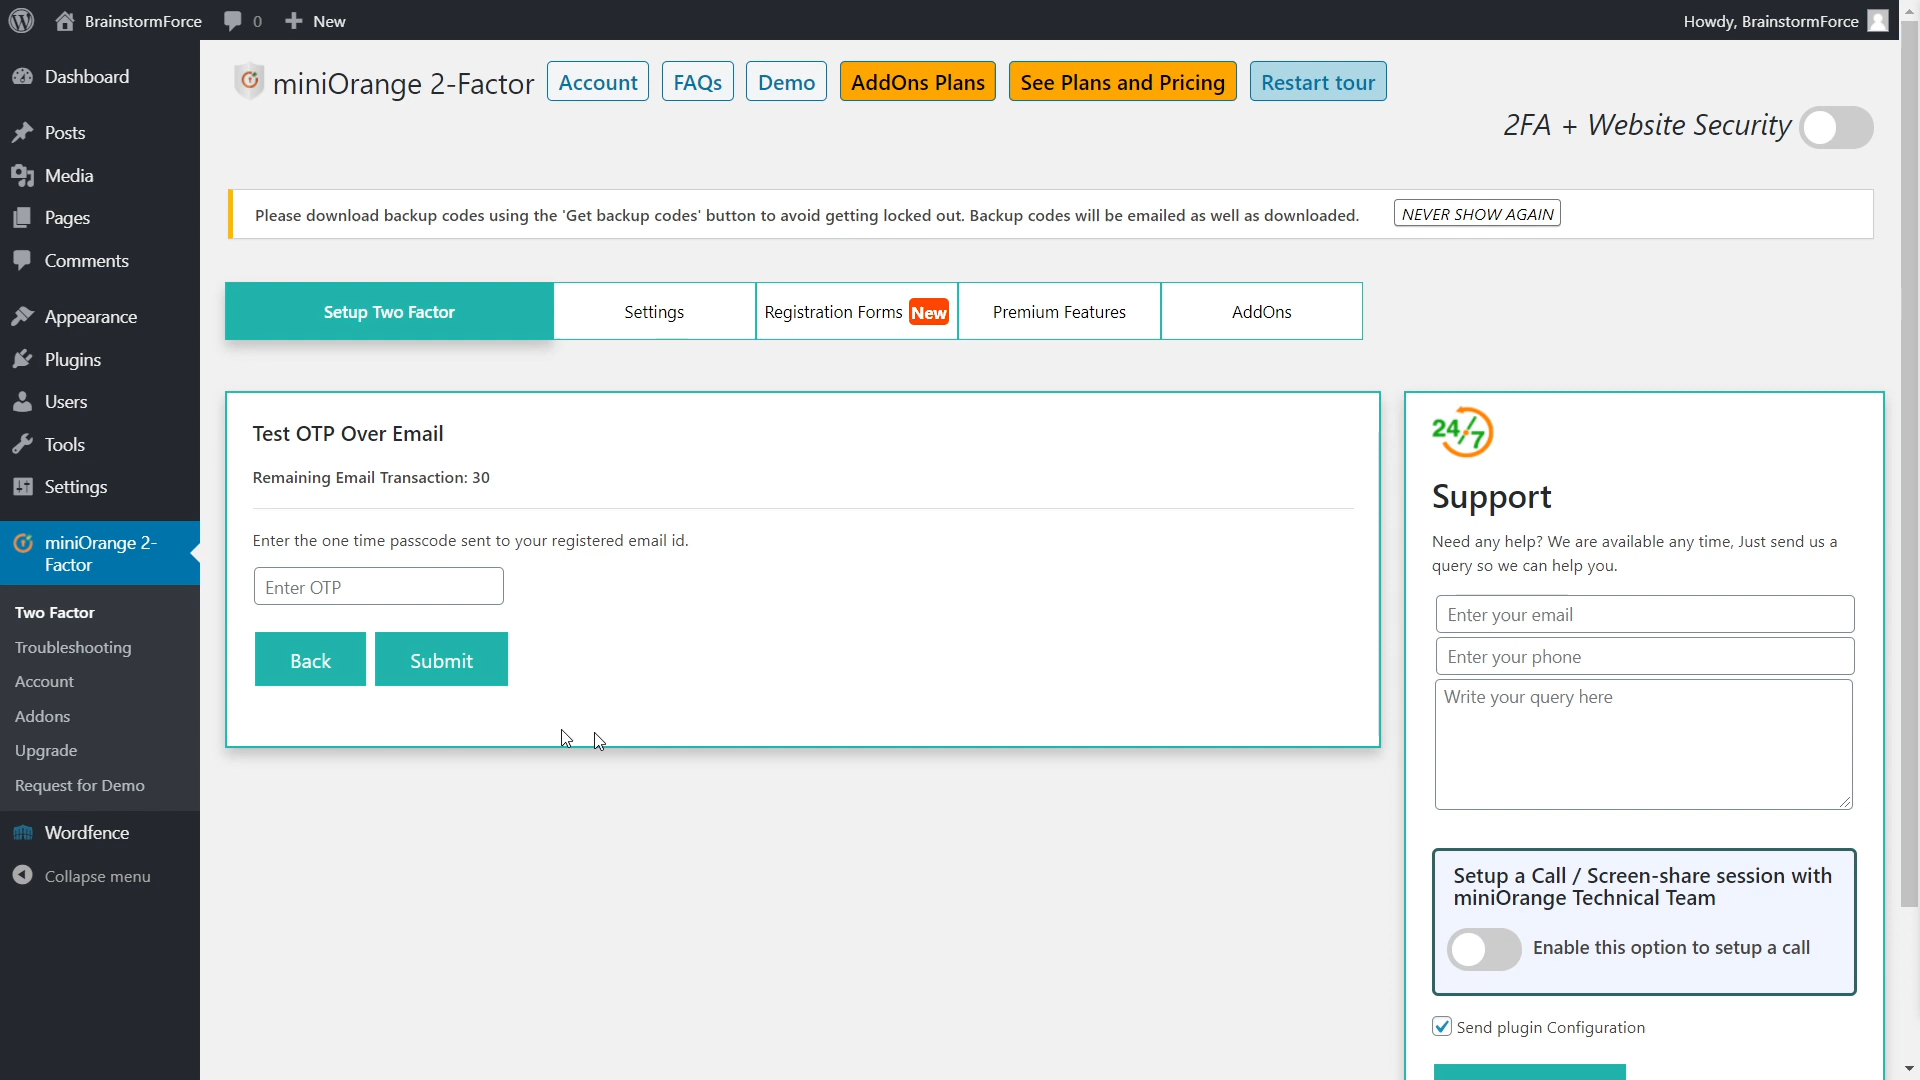 BrainstormForce 0 New Howdy, BrainstormForce
Dashboard
Posts
Media
Pages
Comments
Appearance
Plugins
Users
Tools
Settings
miniOrange 2-
Factor
Two Factor
Troubleshooting
Account
Addons
Upgrade
Request for Demo
Wordfence
Collapse menu
miniOrange 2-Factor Account FAQs Demo AddOns Plans See Plans and Pricing Restart tour
2FA + Website Security
Please download backup codes using the 'Get backup codes' button to avoid getting locked out. Backup codes will be emailed as well as downloaded. NEVER SHOW AGAIN
Setup Two Factor Settings Registration Forms New Premium Features AddOns
Test OTP Over Email
Remaining Email Transaction: 30
Enter the one time passcode sent to your registered email id.
Enter OTP
Back Submit
24/7
Support
Need any help? We are available any time, Just send us a
query so we can help you.
Enter your email
Enter your phone
Write your query here
Setup a Call / Screen-share session with
miniOrange Technical Team
Enable this option to setup a call
Send plugin Configuration